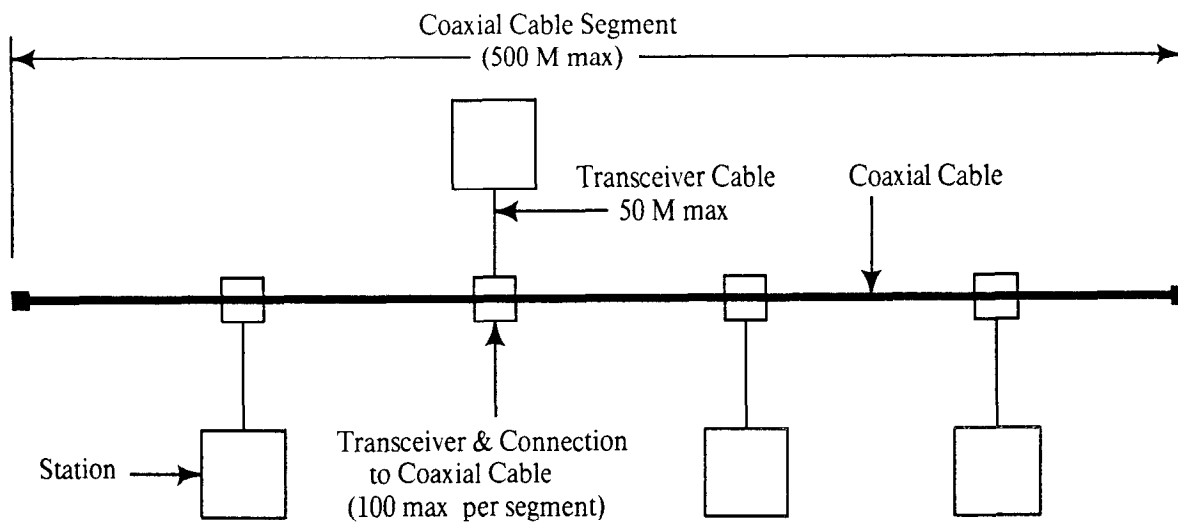 Coaxial Cable Segment
(500 M max)
Transceiver Cable
50 M max
Coaxial Cable
Station
Transceiver & Connection
to Coaxial Cable
(100 max per segment)